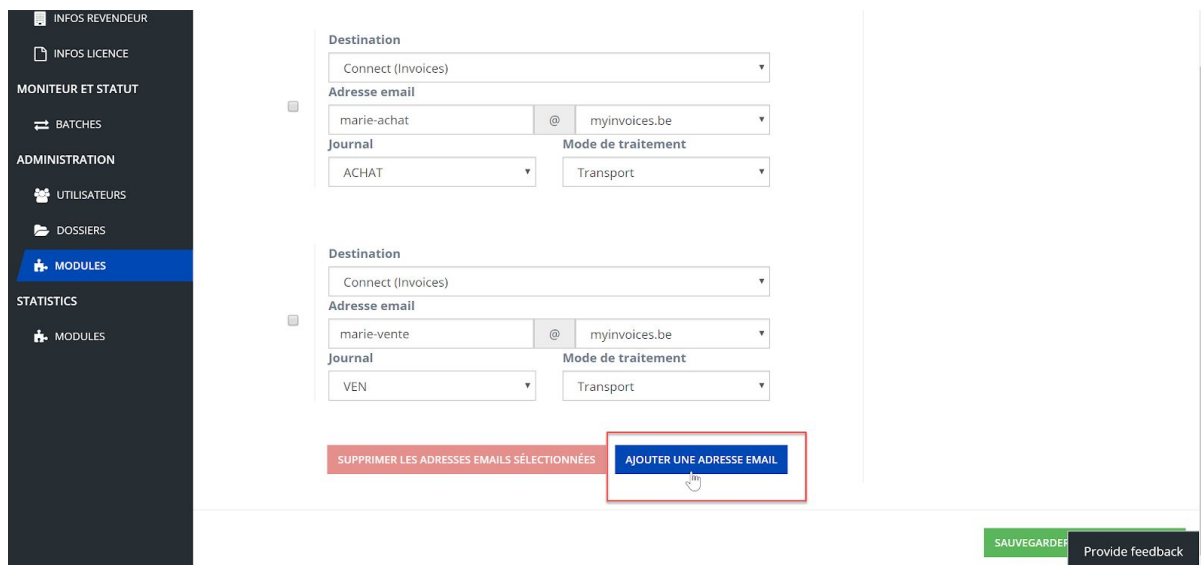 INFOS REVENDEUR
INFOS LICENCE
MONITEUR ET STATUT
BATCHES
ADMINISTRATION
UTILISATEURS
DOSSIERS
MODULES
STATISTICS
MODULES
Destination
Connect (Invoices)
Adresse email
marie-achat @ myinvoices.be
Journal Mode de traitement
ACHAT Transport
Destination
Connect (Invoices)
Adresse email
marie-vente @ myinvoices.be
Journal Mode de traitement
VEN Transport
SUPPRIMER LES ADRESSES EMAILS SÉLECTIONNÉES AJOUTER UNE ADRESSE EMAIL
SAUVEGARDER
Provide feedback